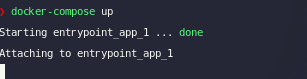 ❯ docker-compose up
Starting entrypoint_app_1 ... done
Attaching to entrypoint_app_1